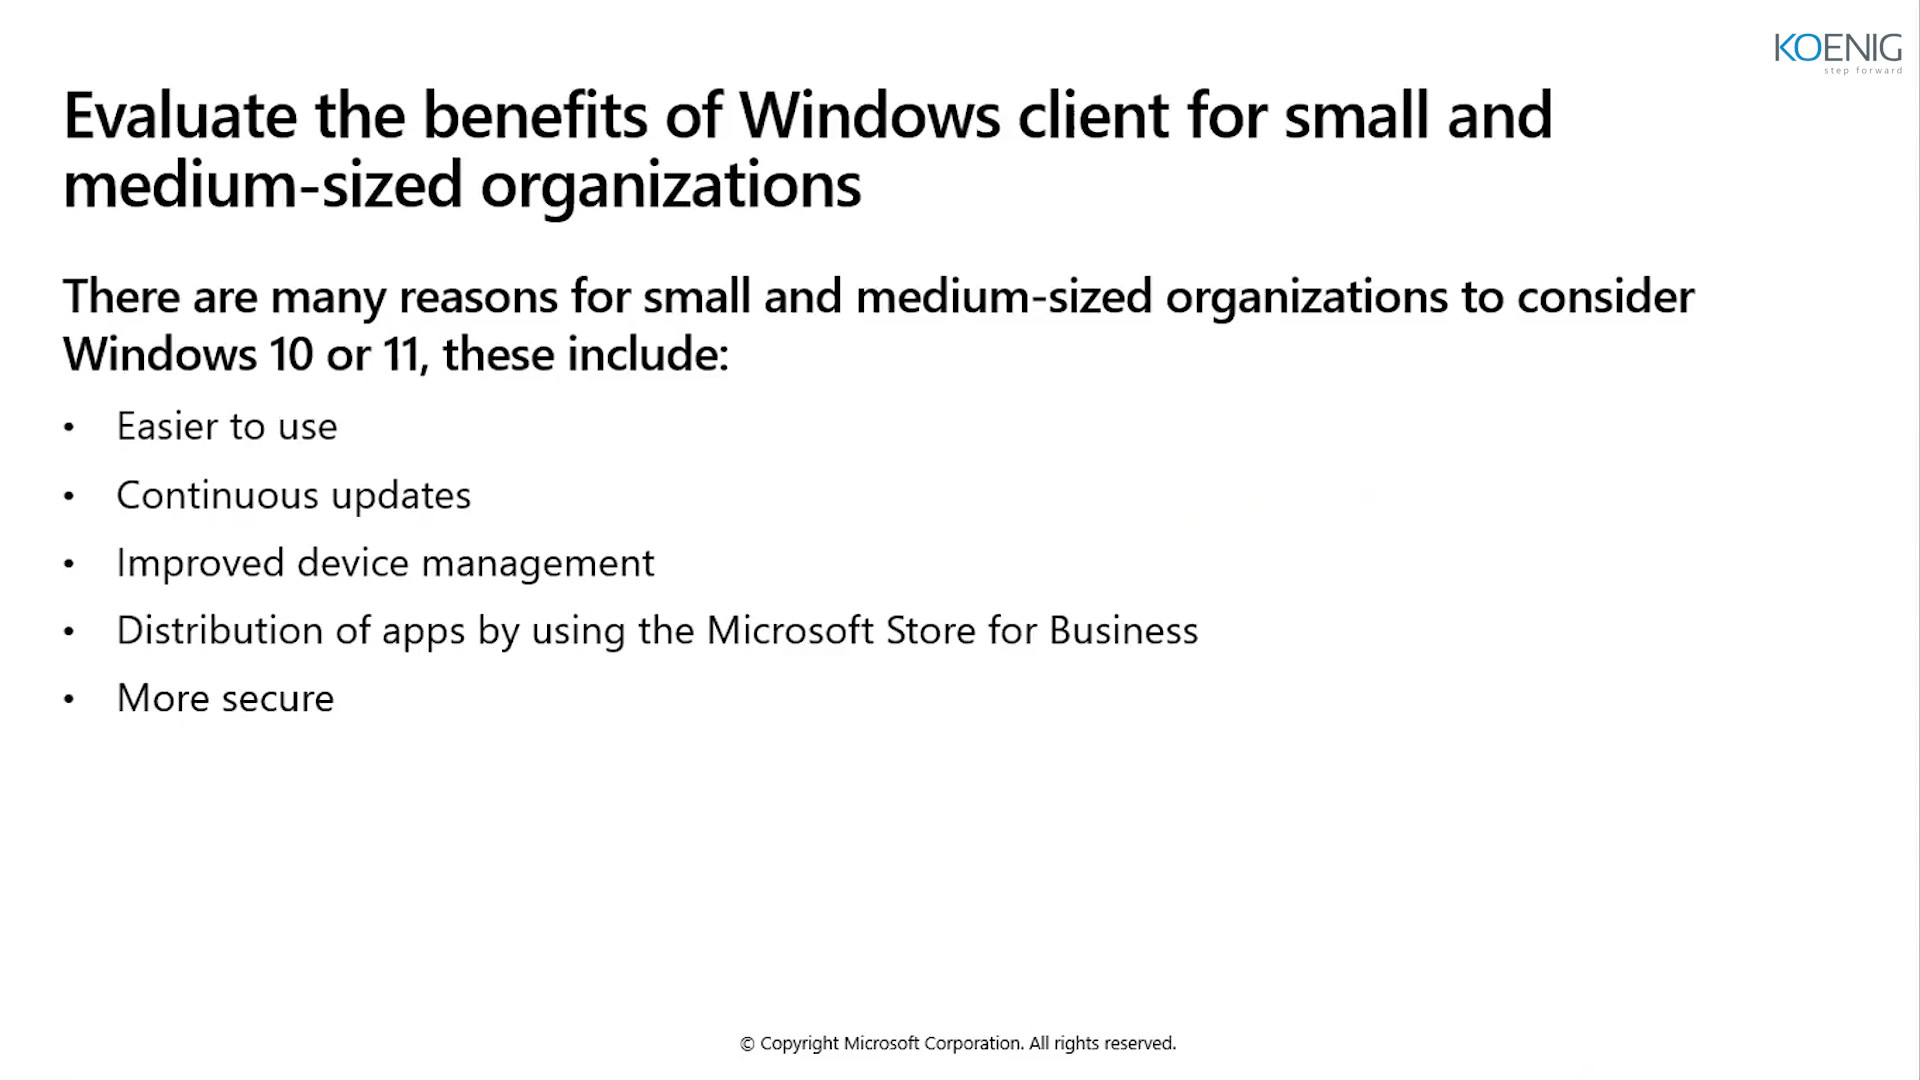 KOENIG
step forward
Evaluate the benefits of Windows client for small and
medium-sized organizations
There are many reasons for small and medium-sized organizations to consider
Windows 10 or 11, these include:
• Easier to use
• Continuous updates
• Improved device management
• Distribution of apps by using the Microsoft Store for Business
• More secure
© Copyright Microsoft Corporation. All rights reserved.